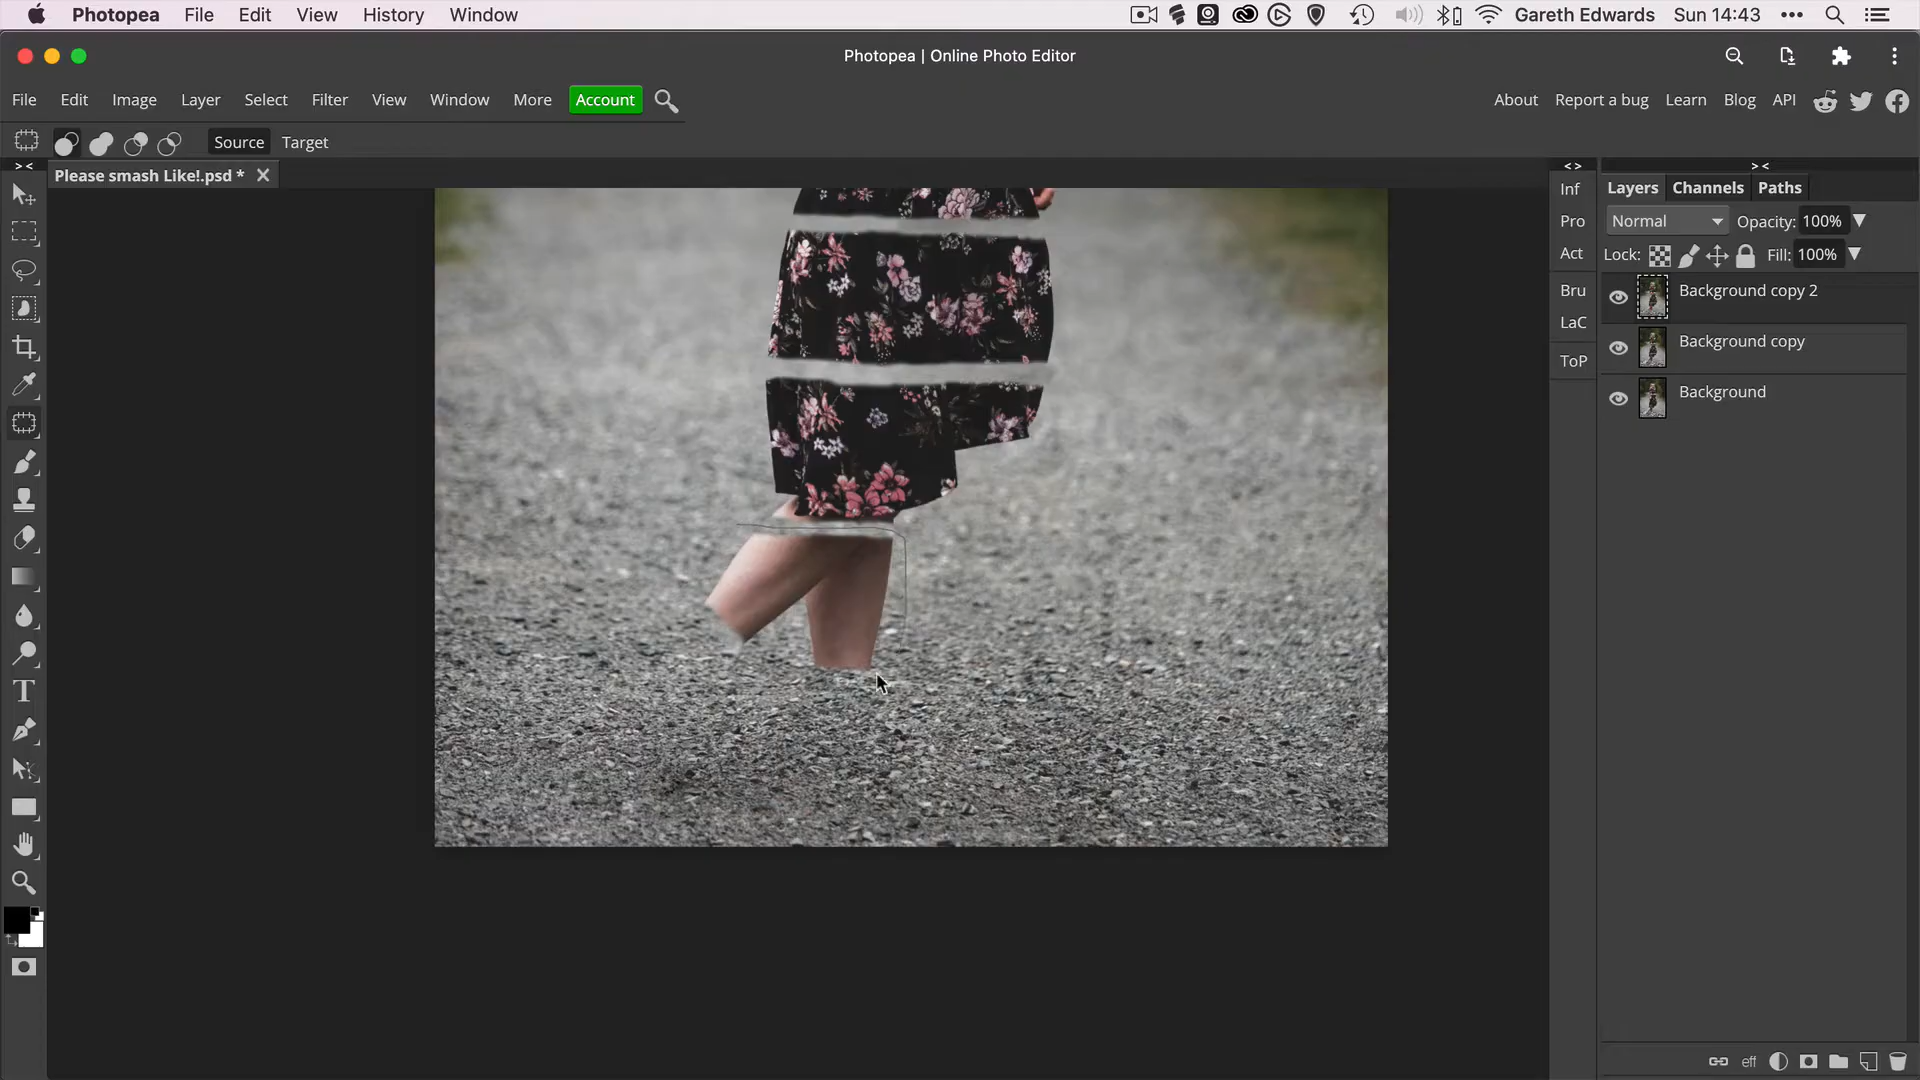 Photopea File Edit View History Window Gareth Edwards Sun 14:43
Photopea | Online Photo Editor
File Edit Image Layer Select Filter View Window More Account About Report a bug Learn Blog API
Source Target
Please smash Like!.psd *
Inf
Pro
Act
Bru
LaC
ToP
Layers Channels Paths
Normal Opacity: 100%
Lock: Fill: 100%
Background copy 2
Background copy
Background
eff